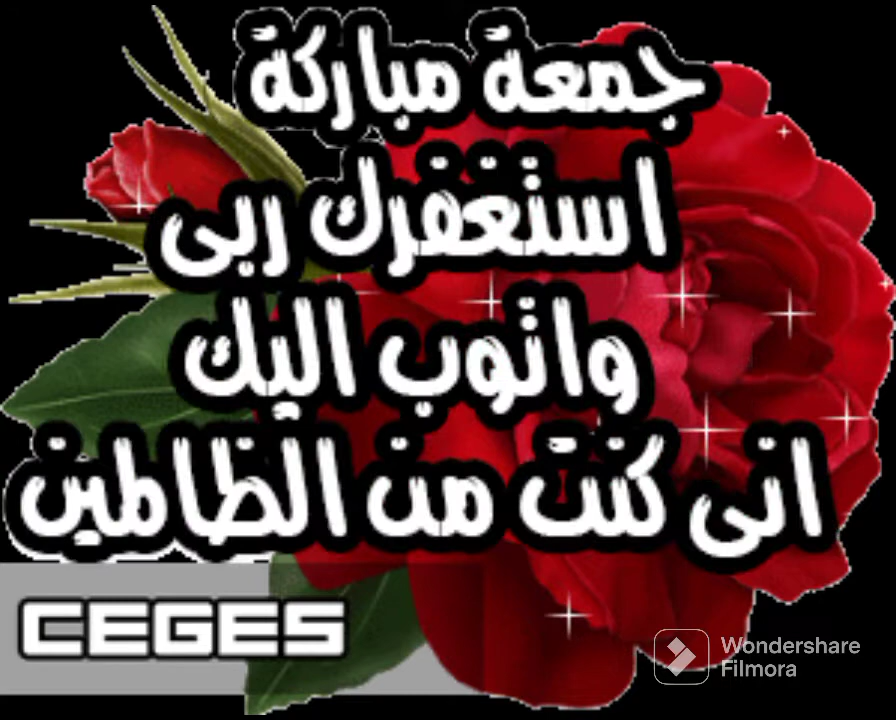 جمعة مباركة
استغفرك ربى
واتوب اليك
انى كنت من الظالمين
CEGES
Wondershare
Filmora